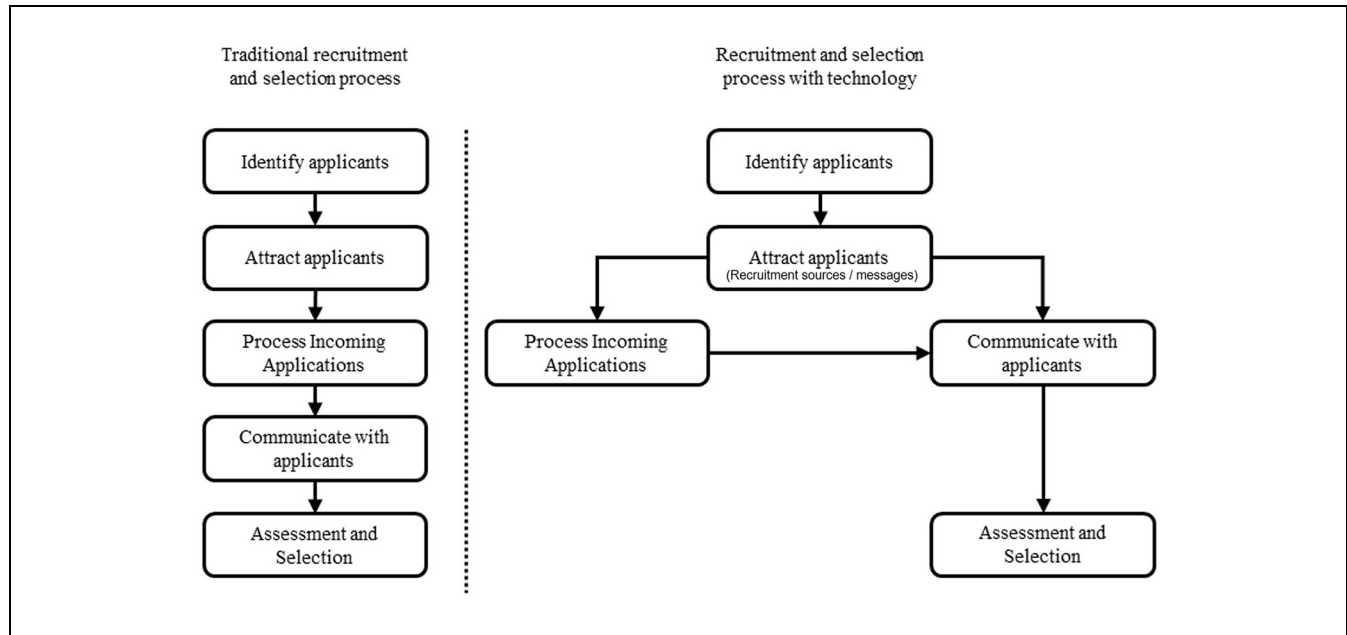 Traditional recruitment
and selection process
Identify applicants
Attract applicants
Process Incoming
Applications
Communicate with
applicants
Assessment and
Selection
Recruitment and selection
process with technology
Identify applicants
Attract applicants
(Recruitment sources / messages)
Process Incoming
Applications
Communicate with
applicants
Assessment and
Selection